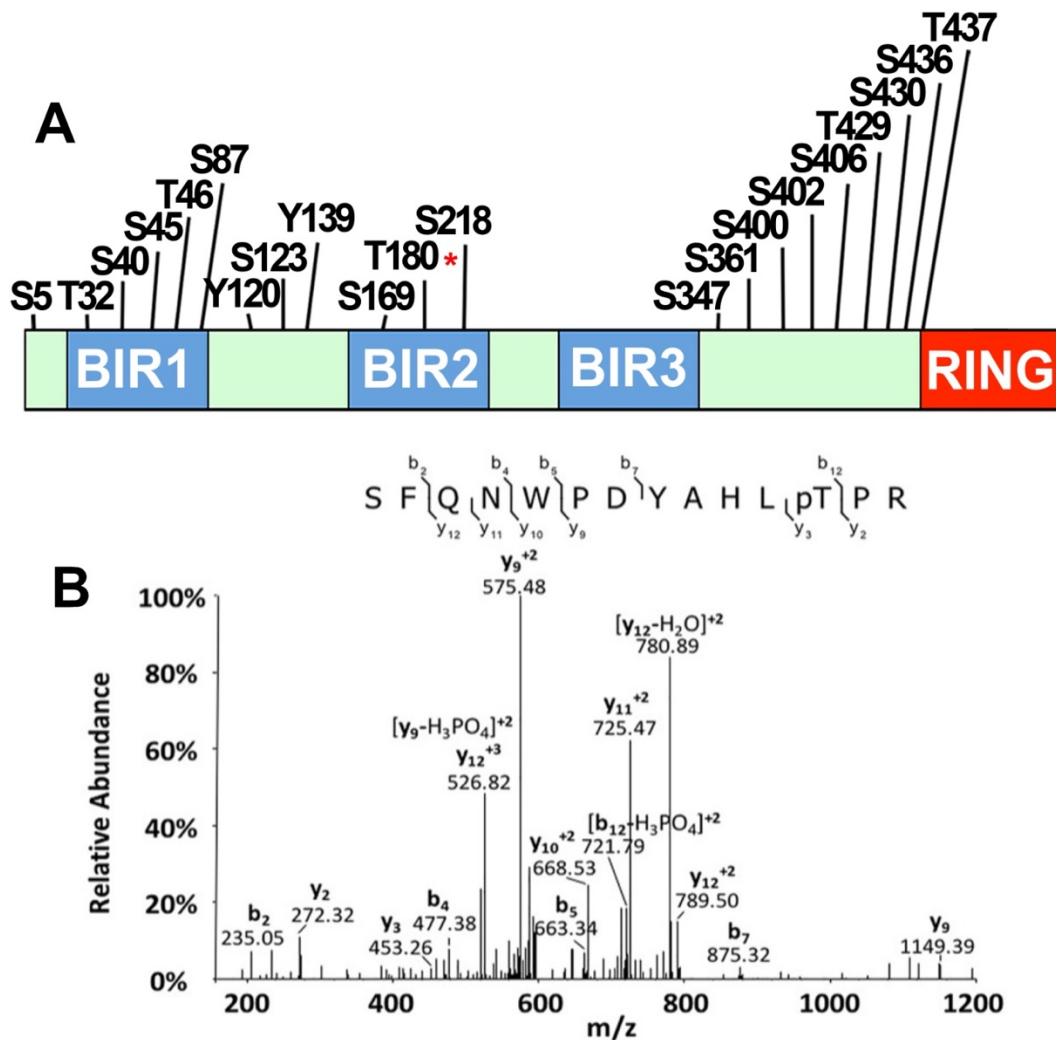 A
T437
S436
S430
T429
S406
S402
S400
S361
S347
S87
T46
S45
S40
S5 T32
Y139
S123
Y120
S218
T180 *
S169
BIR1 BIR2 BIR3 RING
b2 b4 b5 b7 b12
S F Q N W P D Y A H L pT P R
y12 y11 y10 y9 y3 y2
B
Relative Abundance
100%
80%
60%
40%
20%
0%
y9+2
575.48
[y12-H2O]+2
780.89
y11+2
725.47
[y9-H3PO4]+2
y12+3
526.82
[b12-H3PO4]+2
721.79
y10+2
668.53
y12+2
789.50
b2
235.05
y2
272.32
y3
453.26
b4
477.38
b5
663.34
b7
875.32
y9
1149.39
200 400 600 800 1000 1200
m/z